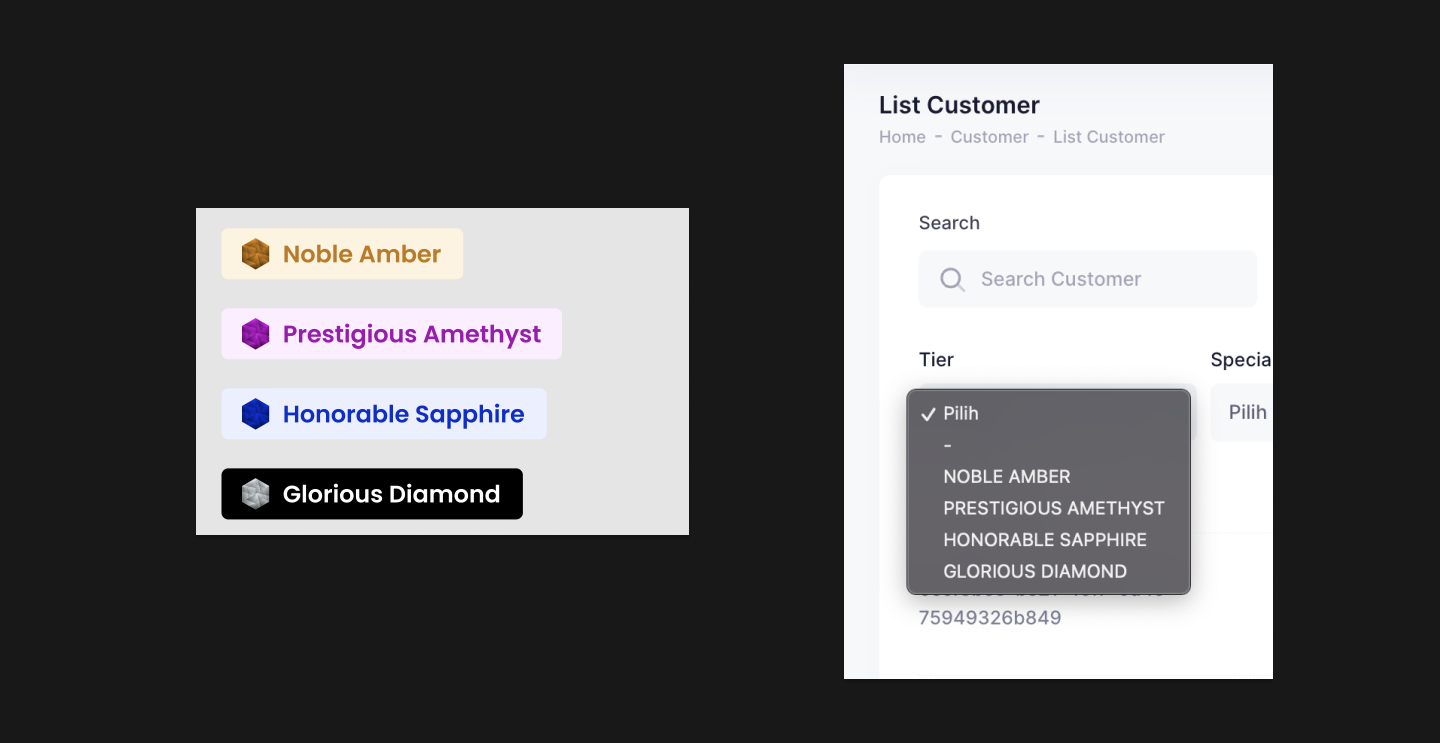 Noble Amber
Prestigious Amethyst
Honorable Sapphire
Glorious Diamond
List Customer
Home - Customer - List Customer
Search
Search Customer
Tier
Specia
Pilih
Pilih
-
NOBLE AMBER
PRESTIGIOUS AMETHYST
HONORABLE SAPPHIRE
GLORIOUS DIAMOND
75949326b849